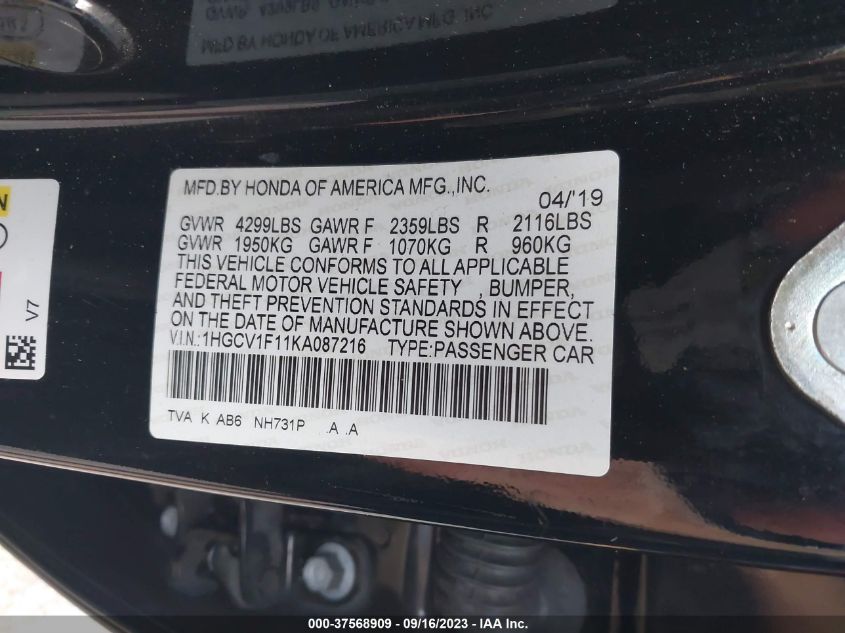 MFD.BY HONDA OF AMERICA MFG.,INC.
04/'19
GVWR 4299LBS GAWR F 2359LBS R 2116LBS
GVWR 1950KG GAWR F 1070KG R 960KG
THIS VEHICLE CONFORMS TO ALL APPLICABLE
FEDERAL MOTOR VEHICLE SAFETY , BUMPER,
AND THEFT PREVENTION STANDARDS IN EFFECT
ON THE DATE OF MANUFACTURE SHOWN ABOVE.
V.I.N.:1HGCV1F11KA087216 TYPE:PASSENGER CAR
TVA K AB6 NH731P .A .A
V7
000-37568909 - 09/16/2023 - IAA Inc.